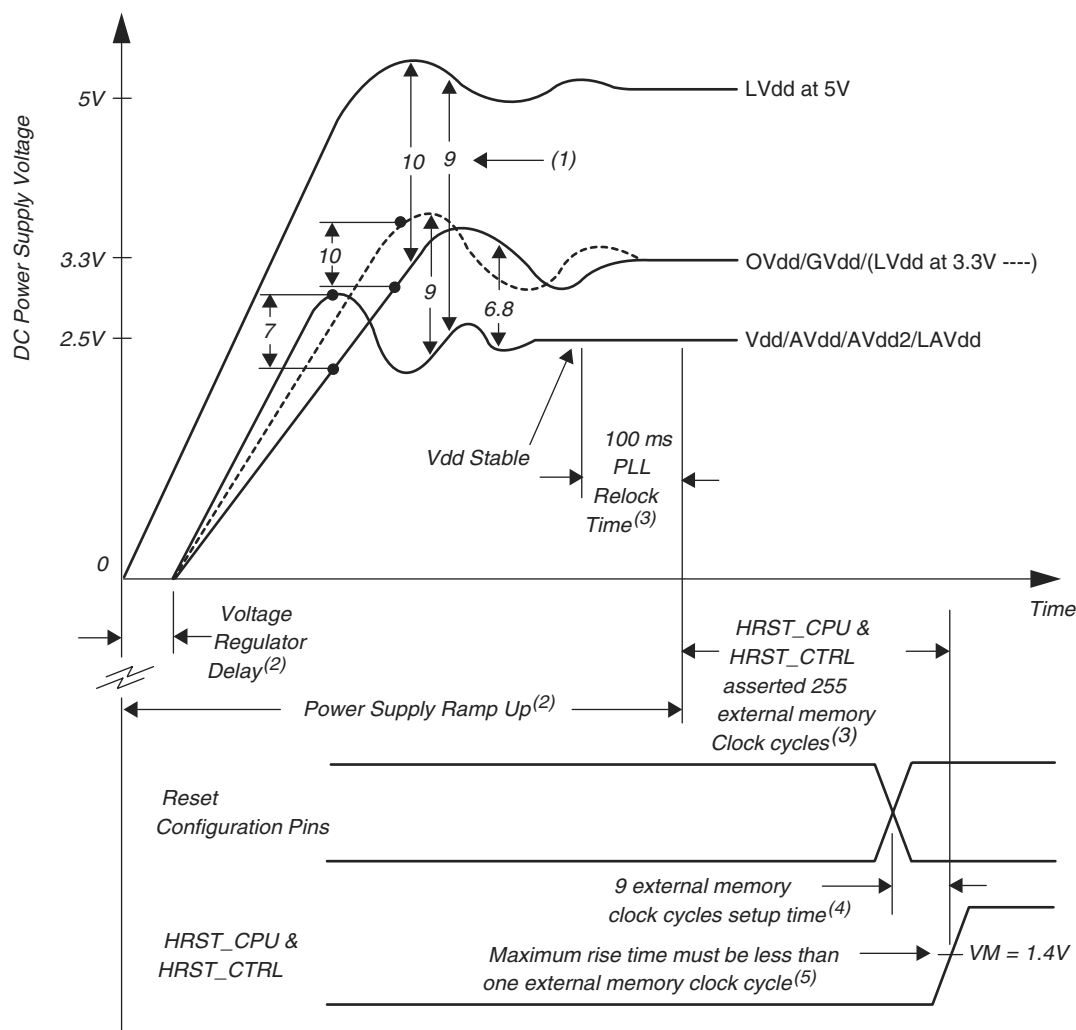 DC Power Supply Voltage
5V
3.3V
2.5V
0
LVdd at 5V
10
9
(1)
10
7
9
6.8
OVdd/GVdd/(LVdd at 3.3V ----)
Vdd/AVdd/AVdd2/LAVdd
Vdd Stable
100 ms
PLL
Relock
Time(3)
Time
Voltage
Regulator
Delay(2)
Power Supply Ramp Up(2)
HRST_CPU &
HRST_CTRL
asserted 255
external memory
Clock cycles(3)
Reset
Configuration Pins
9 external memory
clock cycles setup time(4)
HRST_CPU &
HRST_CTRL
Maximum rise time must be less than
one external memory clock cycle(5)
VM = 1.4V